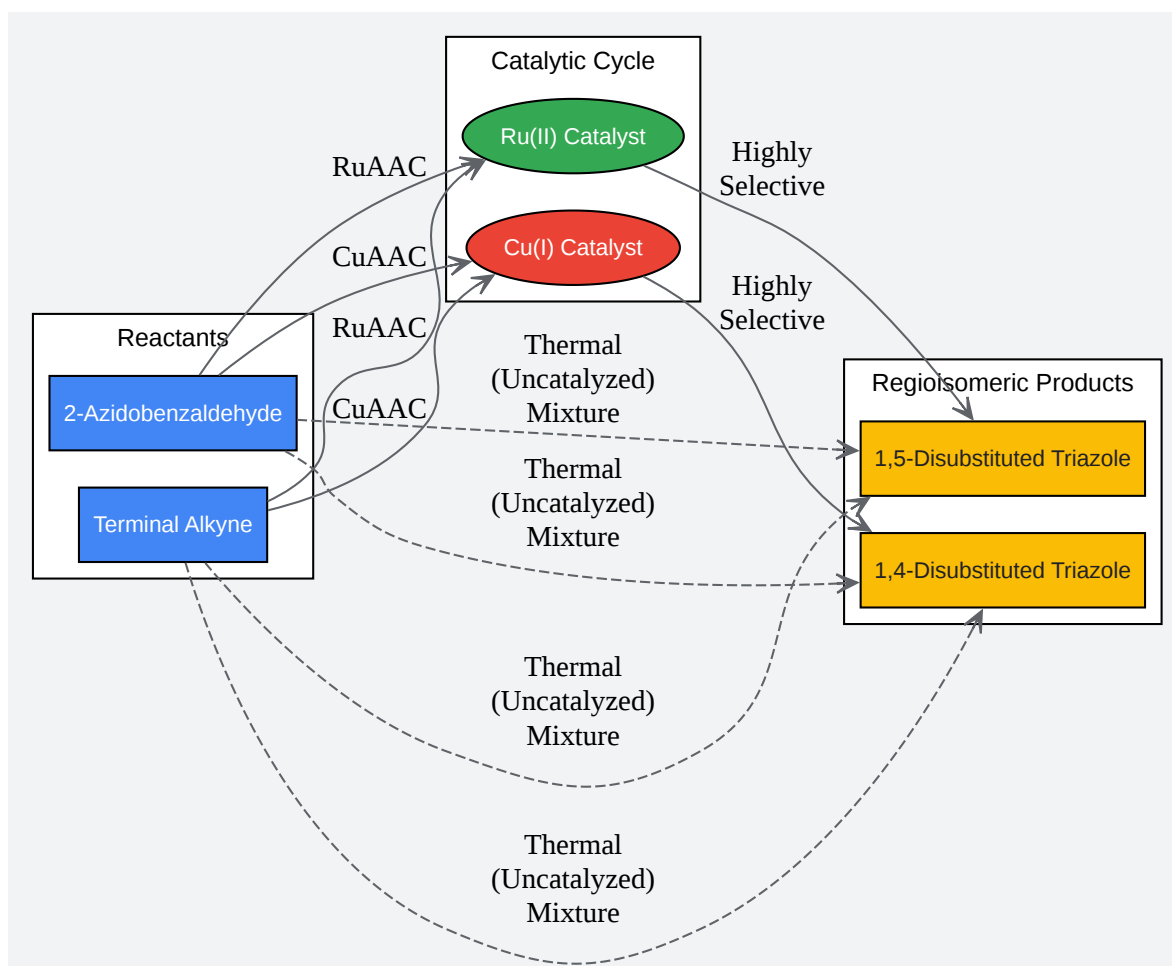 Catalytic Cycle
Ru(II) Catalyst
Cu(I) Catalyst
RuAAC
CuAAC
RuAAC
CuAAC
Highly
Selective
Highly
Selective
Reactants
2-Azidobenzaldehyde
Terminal Alkyne
Thermal
(Uncatalyzed)
Mixture
Thermal
(Uncatalyzed)
Mixture
Thermal
(Uncatalyzed)
Mixture
Thermal
(Uncatalyzed)
Mixture
Regioisomeric Products
1,5-Disubstituted Triazole
1,4-Disubstituted Triazole